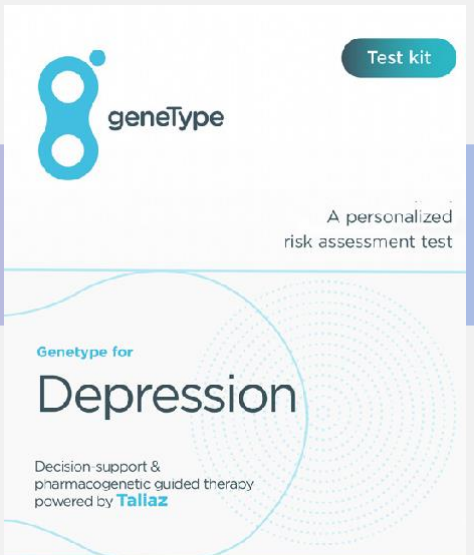 Test kit
geneType
A personalized
risk assessment test
Genetype for
Depression
Decision-support &
pharmacogenetic guided therapy
powered by Taliaz